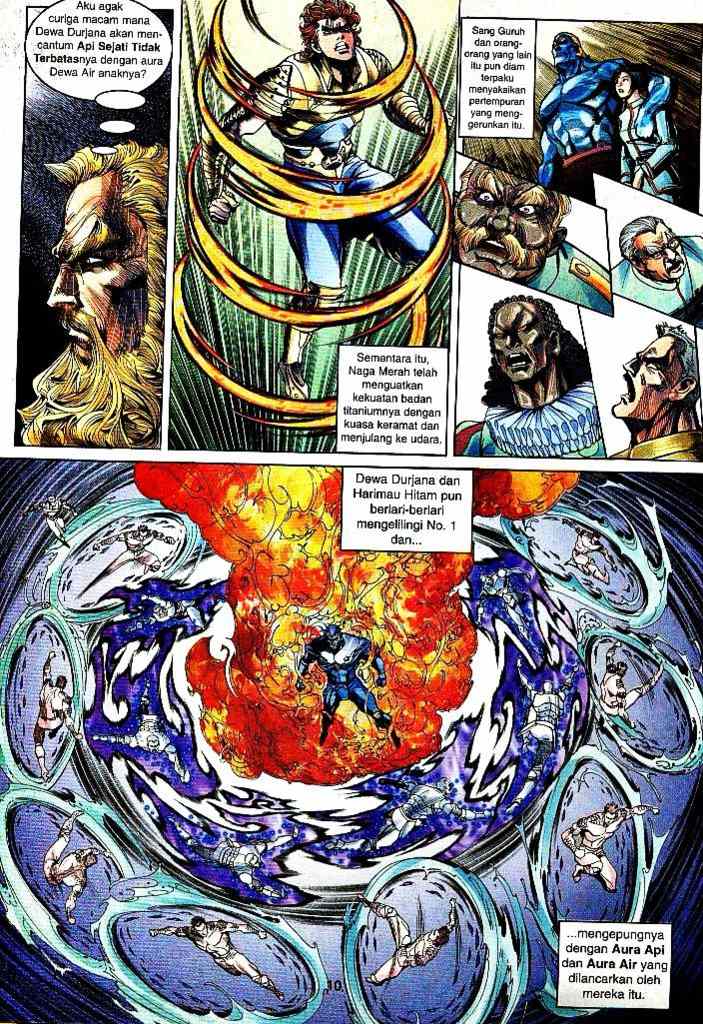 Aku agak
curiga macam mana
Dewa Durjana akan men-
cantum Api Sejati Tidak
Terbatasnya dengan aura
Dewa Air anaknya?
Sang Guruh
dan orang-
orang yang lain
itu pun diam
terpaku
menyakaikan
pertempuran
yang meng-
gerunkan itu.
Sementara itu,
Naga Merah telah
menguatkan
kekuatan badan
titaniumnya dengan
kuasa keramat dan
menjulang ke udara.
Dewa Durjana dan
Harimau Hitam pun
berlari-berlari
mengelilingi No. 1
dan...
...mengepungnya
dengan Aura Api
dan Aura Air yang
dilancarkan oleh
mereka itu.
10